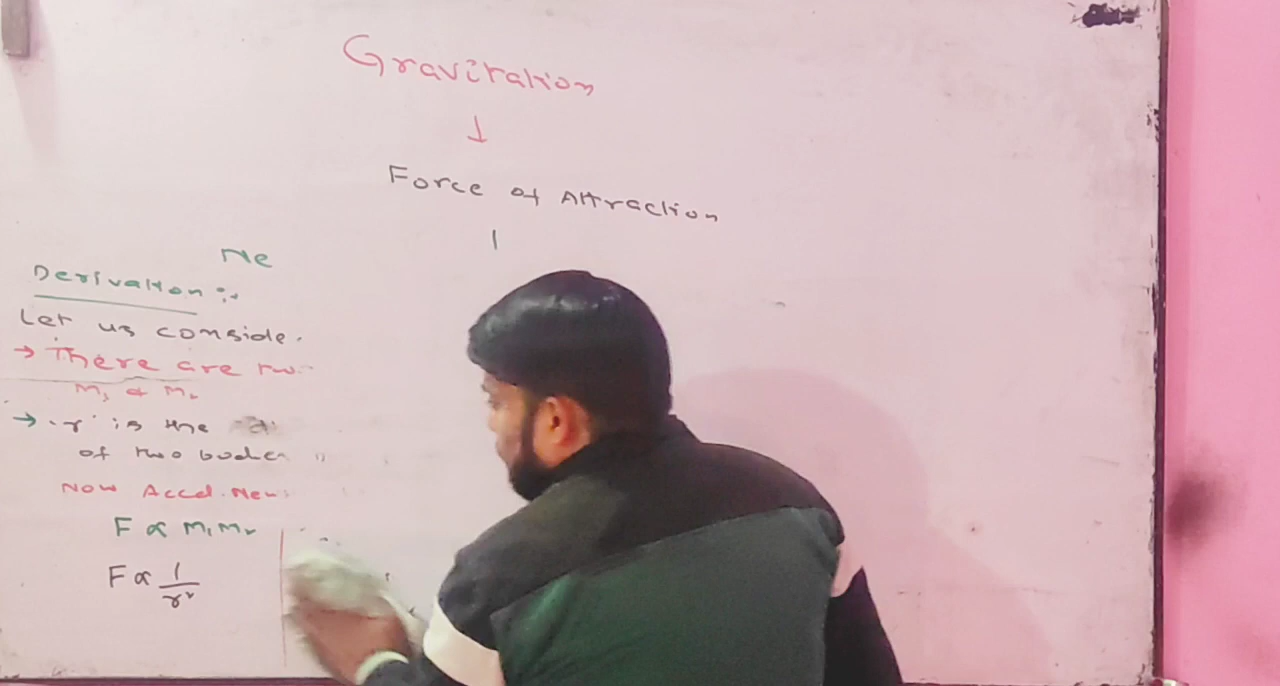 Gravitation
↓
Force of Attraction
Ne
Derivation :-
Let us conside
→ There are tw
M₁ & M₂
→ 'r' is the
of two bodies
Now Accd. New
F ∝ M₁M₂
F ∝ 1/r²